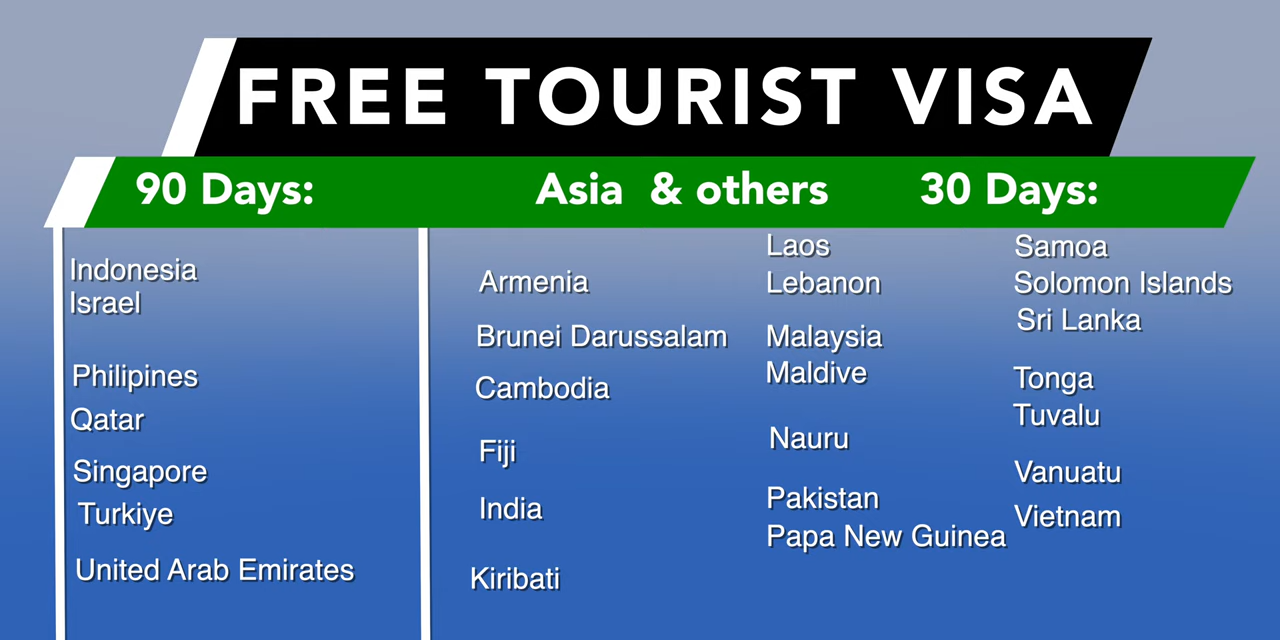 FREE TOURIST VISA
90 Days:
Asia & others
30 Days:
Indonesia
Israel
Philipines
Qatar
Singapore
Turkiye
United Arab Emirates
Armenia
Brunei Darussalam
Cambodia
Fiji
India
Kiribati
Laos
Lebanon
Malaysia
Maldive
Nauru
Pakistan
Papa New Guinea
Samoa
Solomon Islands
Sri Lanka
Tonga
Tuvalu
Vanuatu
Vietnam